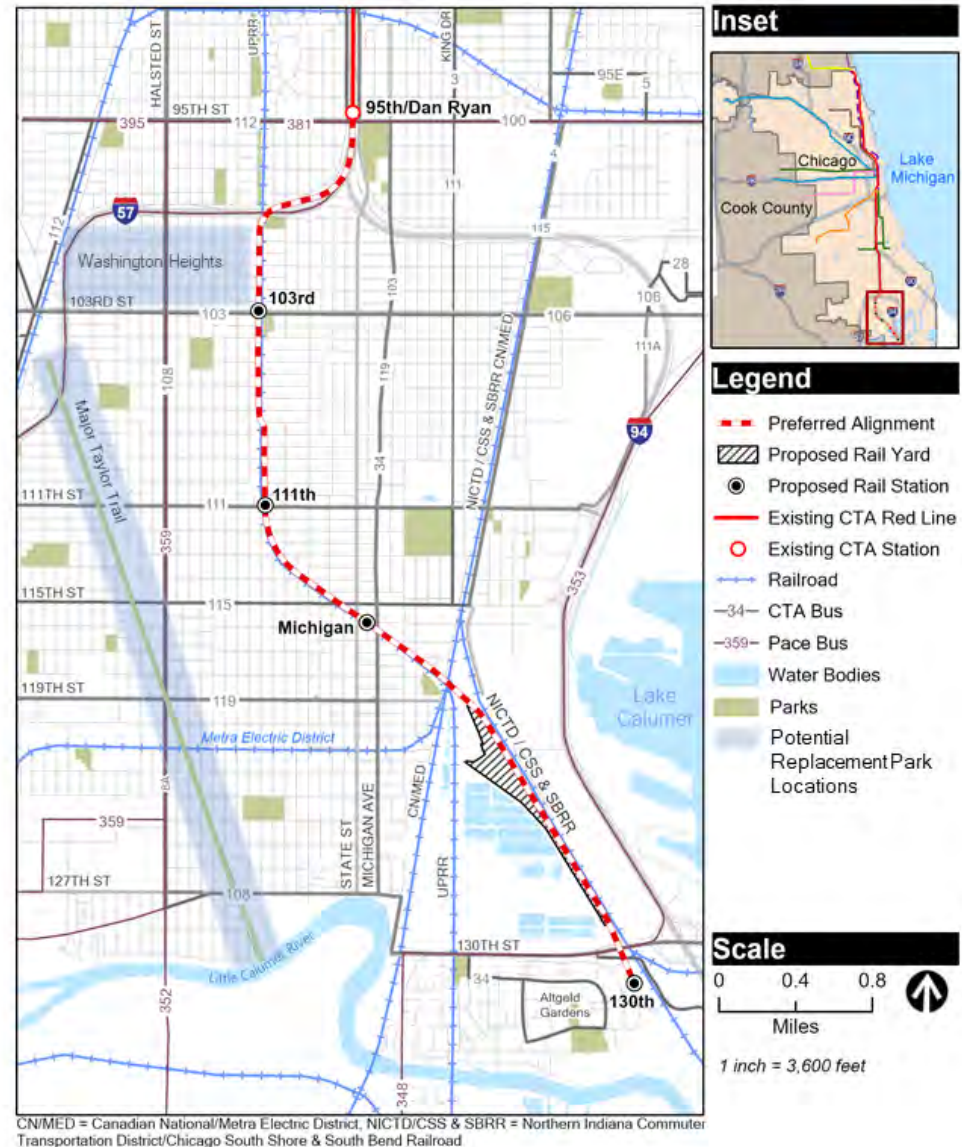 HALSTED ST
UPRR
KING DR
3
95E
5
95th/Dan Ryan
95TH ST
395
112
381
100
4
111
57
112
115
Washington Heights
28
103RD ST
103rd
103
103
106
106
111A
NICTD / CSS & SBRR CN/MED
108
119
Major Taylor Trail
94
34
111TH ST
111th
111
359
353
115TH ST
115
Michigan
119TH ST
119
Lake
Calumer
Metra Electric District
NICTD / CSS & SBRR
CN/MED
8A
359
STATE ST
MICHIGAN AVE
UPRR
127TH ST
108
Little Calumet River
130TH ST
34
130th
352
Altgeld
Gardens
348
Inset
Chicago
Lake
Michigan
Cook County
Legend
Preferred Alignment
Proposed Rail Yard
Proposed Rail Station
Existing CTA Red Line
Existing CTA Station
Railroad
34 CTA Bus
359 Pace Bus
Water Bodies
Parks
Potential
Replacement Park
Locations
Scale
0 0.4 0.8
Miles
1 inch = 3,600 feet
CN/MED = Canadian National/Metra Electric District, NICTD/CSS & SBRR = Northern Indiana Commuter
Transportation District/Chicago South Shore & South Bend Railroad